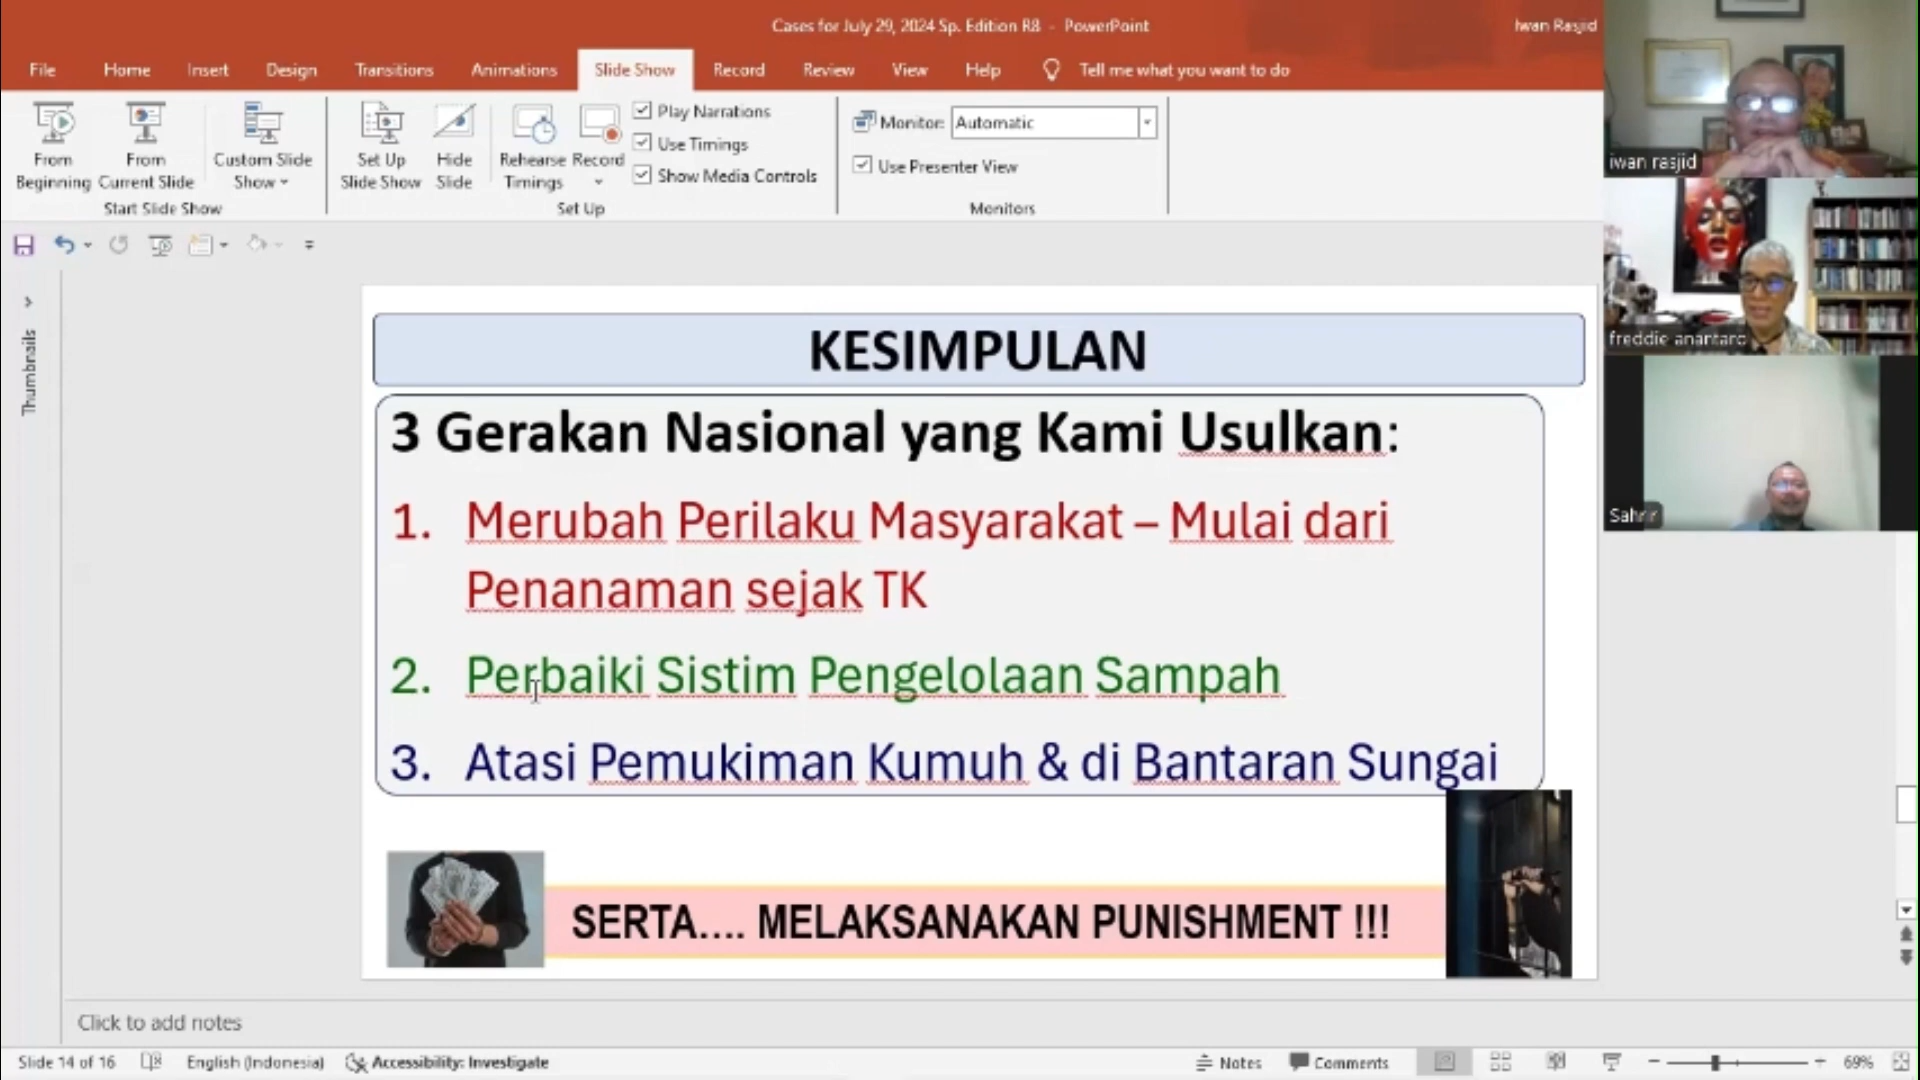 Cases for July 29, 2024 Sp. Edition R8 - PowerPoint
Iwan Rasjid
File Home Insert Design Transitions Animations Slide Show Record Review View Help Tell me what you want to do
From Beginning
From Current Slide
Custom Slide Show
Start Slide Show
Set Up Slide Show
Hide Slide
Rehearse Timings
Record
Play Narrations
Use Timings
Show Media Controls
Set Up
Monitor: Automatic
Use Presenter View
Monitors
iwan rasjid
freddie anantaro
Thumbnails
KESIMPULAN
3 Gerakan Nasional yang Kami Usulkan:
1. Merubah Perilaku Masyarakat – Mulai dari
Penanaman sejak TK
2. Perbaiki Sistim Pengelolaan Sampah
3. Atasi Pemukiman Kumuh & di Bantaran Sungai
SERTA.... MELAKSANAKAN PUNISHMENT !!!
Click to add notes
Slide 14 of 16 English (Indonesia) Accessibility: Investigate Notes Comments 69%